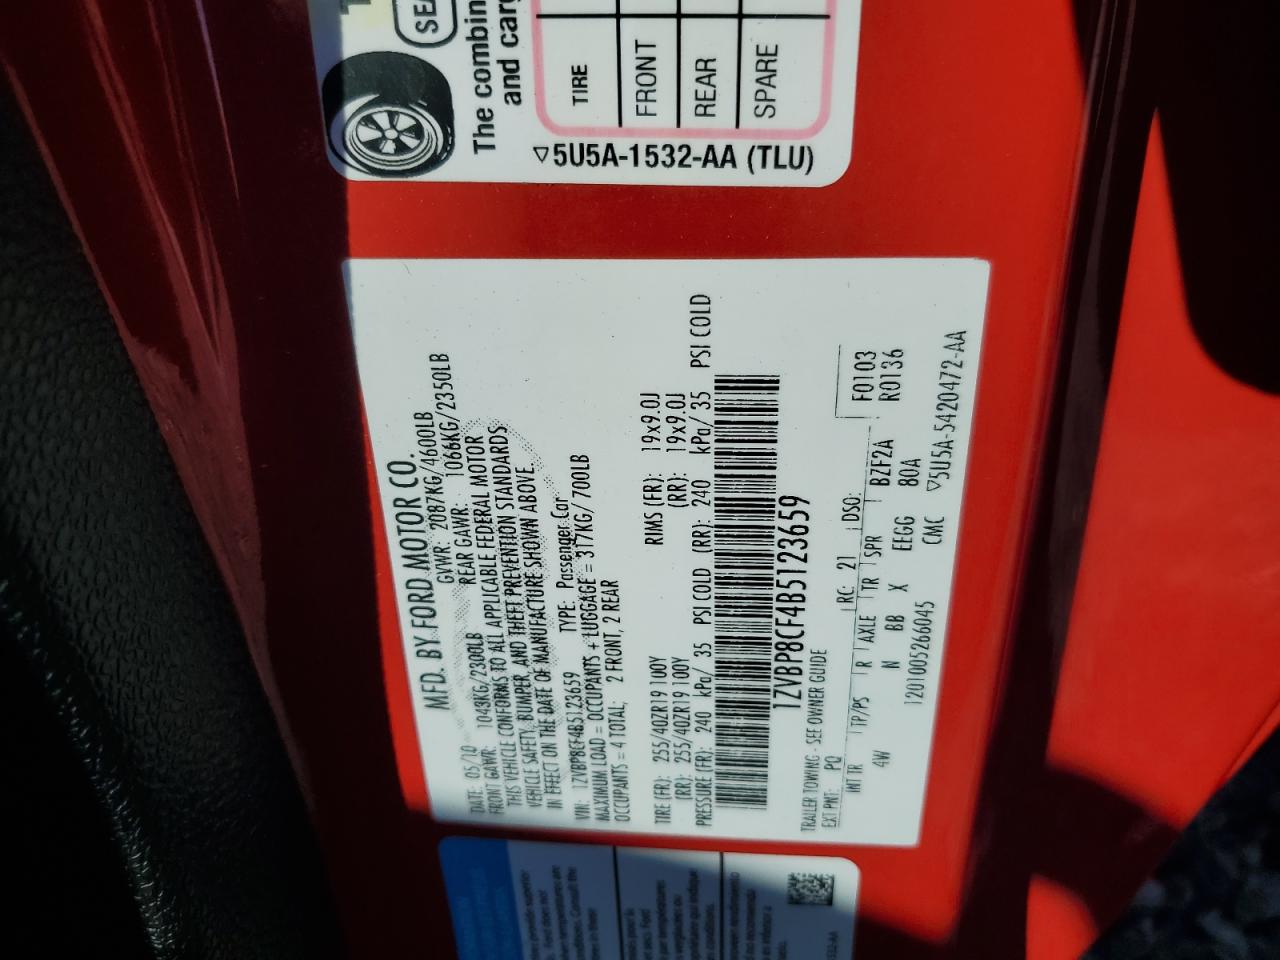 SEA
The combin
and carg
TIRE
FRONT
REAR
SPARE
▽5U5A-1532-AA (TLU)
MFD. BY FORD MOTOR CO.
DATE: 05/10 GVWR: 2087KG/4600LB
FRONT GAWR: 1043KG/2300LB REAR GAWR: 1066KG/2350LB
THIS VEHICLE CONFORMS TO ALL APPLICABLE FEDERAL MOTOR
VEHICLE SAFETY, BUMPER, AND THEFT PREVENTION STANDARDS
IN EFFECT ON THE DATE OF MANUFACTURE SHOWN ABOVE.
VIN: 1ZVBP8CF4B5123659 TYPE: Passenger Car
MAXIMUM LOAD = OCCUPANTS + LUGGAGE = 317KG/700LB
OCCUPANTS = 4 TOTAL; 2 FRONT, 2 REAR
TIRE (FR): 255/40ZR19 100Y RIMS (FR): 19x9.0J
(RR): 255/40ZR19 100Y (RR): 19x9.0J
PRESSURE (FR): 240 kPa/ 35 PSI COLD (RR): 240 kPa/ 35 PSI COLD
1ZVBP8CF4B5123659
TRAILER TOWING - SEE OWNER GUIDE
EXT PNT: PQ RC: 21 DSO: F0103
INT TR TP/PS R AXLE TR SPR BZF2A R0136
4W N BB X EEGG 80A
1201005266045 CMC ▽5U5A-5420472-AA